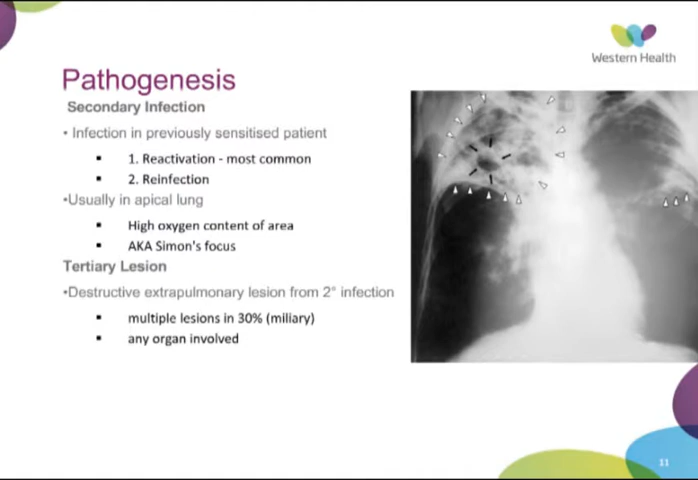 Western Health
Pathogenesis
Secondary Infection
• Infection in previously sensitised patient
▪ 1. Reactivation - most common
▪ 2. Reinfection
•Usually in apical lung
▪ High oxygen content of area
▪ AKA Simon's focus
Tertiary Lesion
•Destructive extrapulmonary lesion from 2° infection
▪ multiple lesions in 30% (miliary)
▪ any organ involved
11